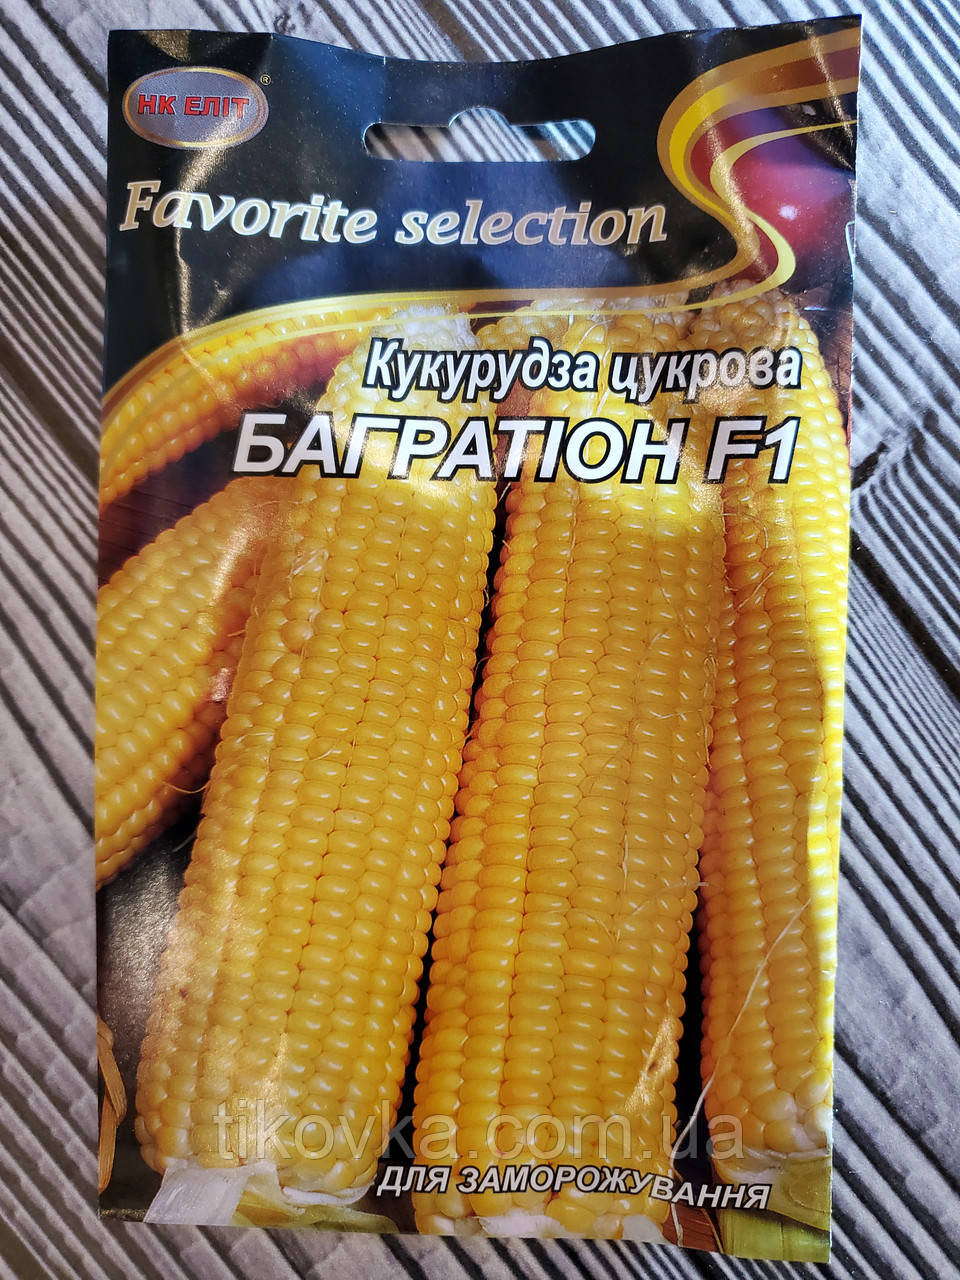 НК ЕЛІТ ®
Favorite selection
Кукурудза цукрова
БАГРАТІОН F1
tikovka.com.ua
ДЛЯ ЗАМОРОЖУВАННЯ